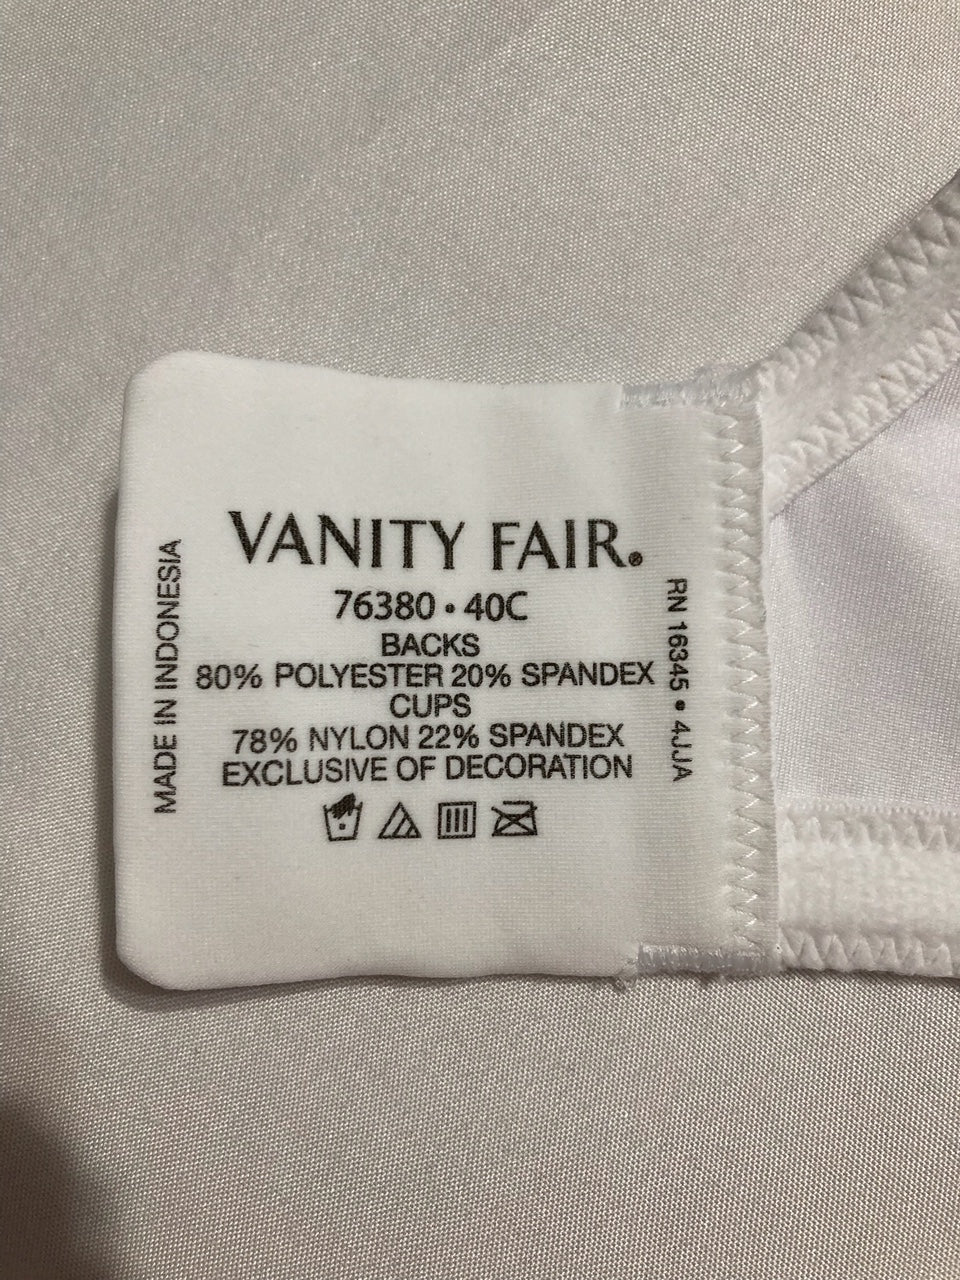 VANITY FAIR.®
76380 • 40C
BACKS
80% POLYESTER 20% SPANDEX
CUPS
78% NYLON 22% SPANDEX
EXCLUSIVE OF DECORATION
MADE IN INDONESIA
RN 16345 • 4JJA